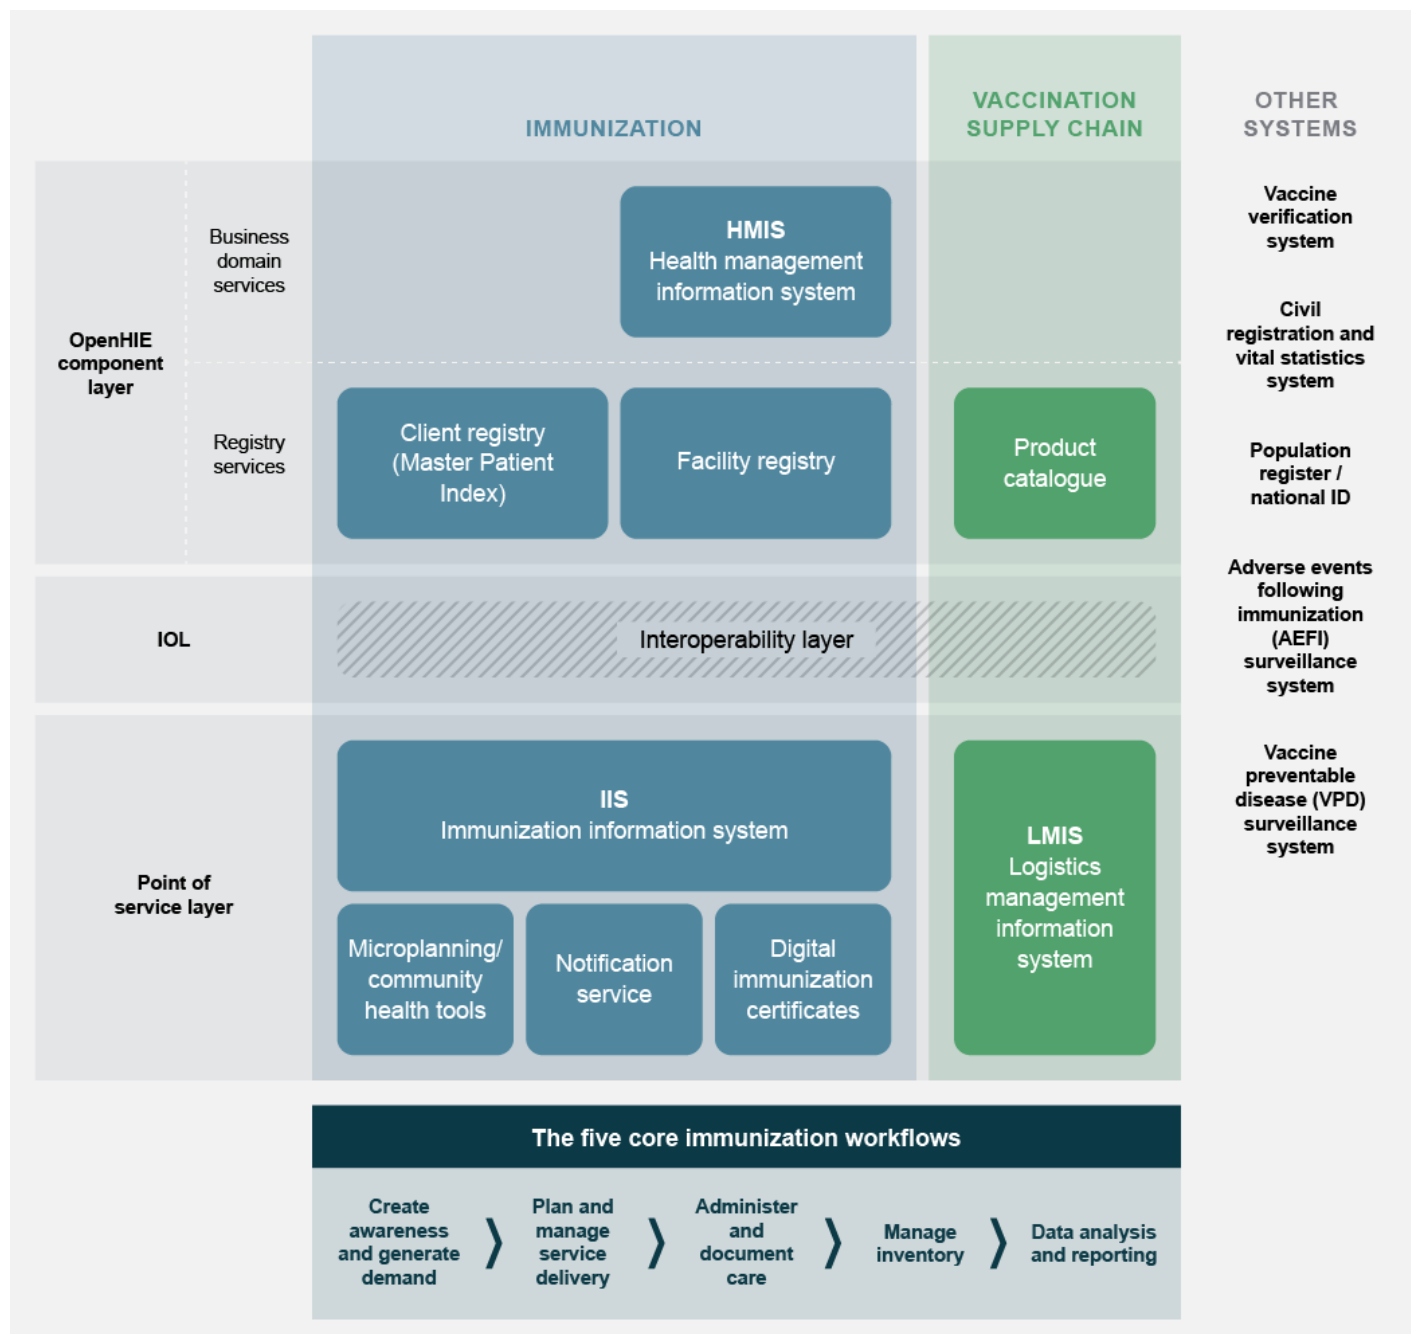 IMMUNIZATION
VACCINATION
SUPPLY CHAIN
OTHER
SYSTEMS
OpenHIE
component
layer
Business
domain
services
HMIS
Health management
information system
Registry
services
Client registry
(Master Patient
Index)
Facility registry
Product
catalogue
IOL
Interoperability layer
Point of
service layer
IIS
Immunization information system
Microplanning/
community
health tools
Notification
service
Digital
immunization
certificates
LMIS
Logistics
management
information
system
Vaccine
verification
system
Civil
registration and
vital statistics
system
Population
register /
national ID
Adverse events
following
immunization
(AEFI)
surveillance
system
Vaccine
preventable
disease (VPD)
surveillance
system
The five core immunization workflows
Create
awareness
and generate
demand
Plan and
manage
service
delivery
Administer
and
document
care
Manage
inventory
Data analysis
and reporting